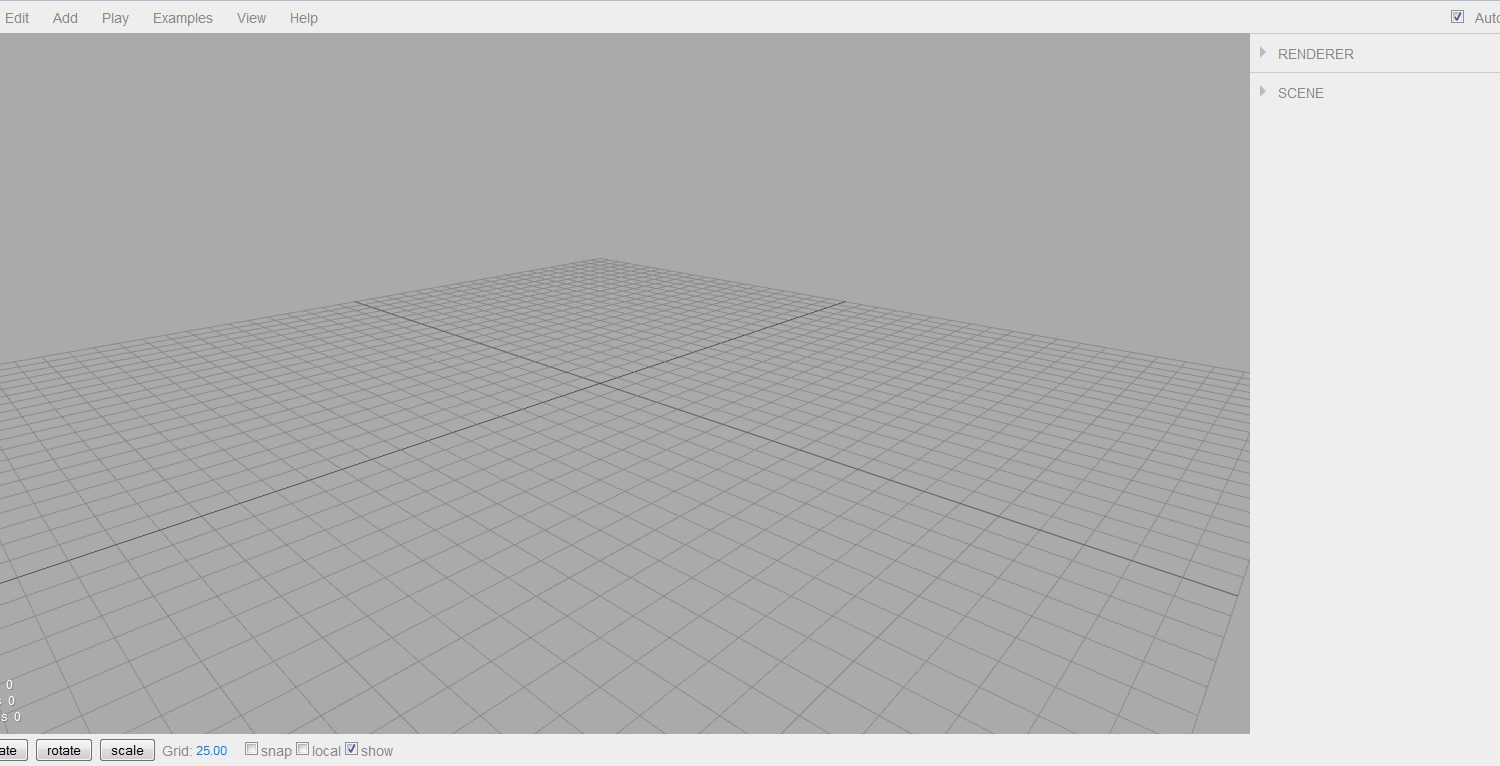 Edit Add Play Examples View Help Auto
RENDERER
SCENE
0
s 0
s 0
ate rotate scale Grid: 25.00 snap local show